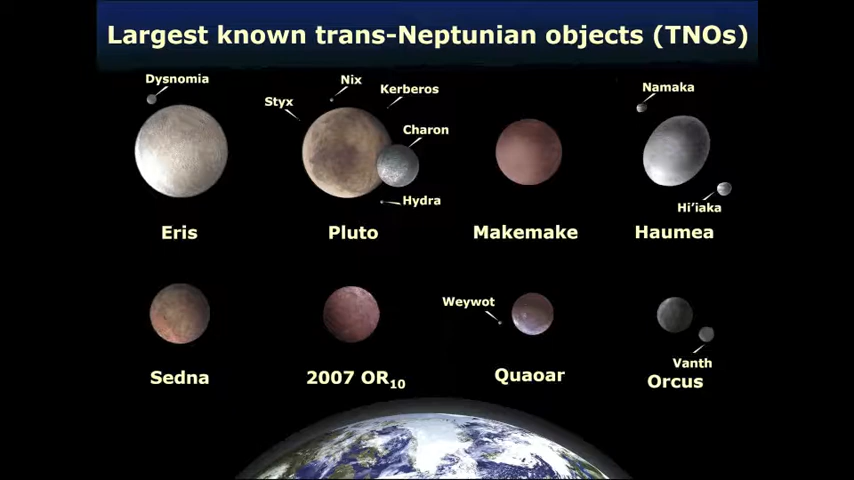 Largest known trans-Neptunian objects (TNOs)
Dysnomia
Nix
Kerberos
Styx
Charon
Hydra
Namaka
Hi'iaka
Eris
Pluto
Makemake
Haumea
Weywot
Vanth
Sedna
2007 OR10
Quaoar
Orcus